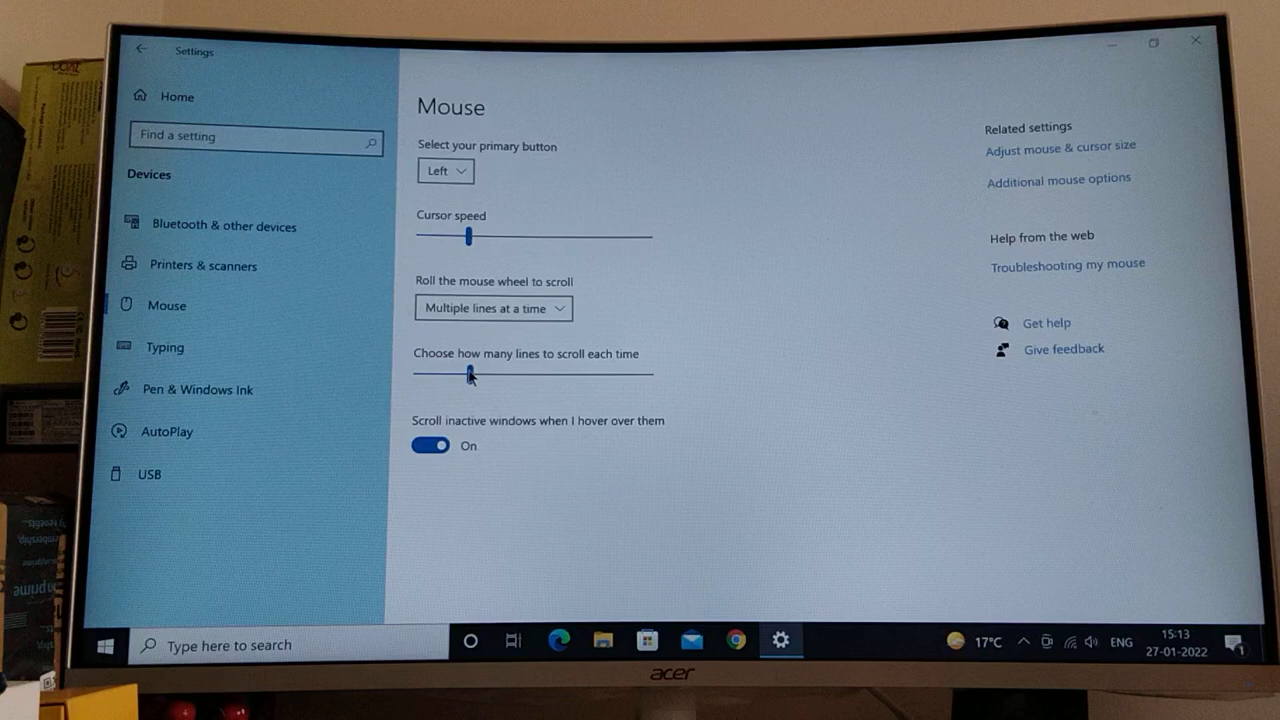 Settings
Home
Find a setting
Devices
Bluetooth & other devices
Printers & scanners
Mouse
Typing
Pen & Windows Ink
AutoPlay
USB
Mouse
Select your primary button
Left
Cursor speed
Roll the mouse wheel to scroll
Multiple lines at a time
Choose how many lines to scroll each time
Scroll inactive windows when I hover over them
On
Related settings
Adjust mouse & cursor size
Additional mouse options
Help from the web
Troubleshooting my mouse
Get help
Give feedback
Type here to search
17°C
ENG
15:13
27-01-2022
1
acer
prime